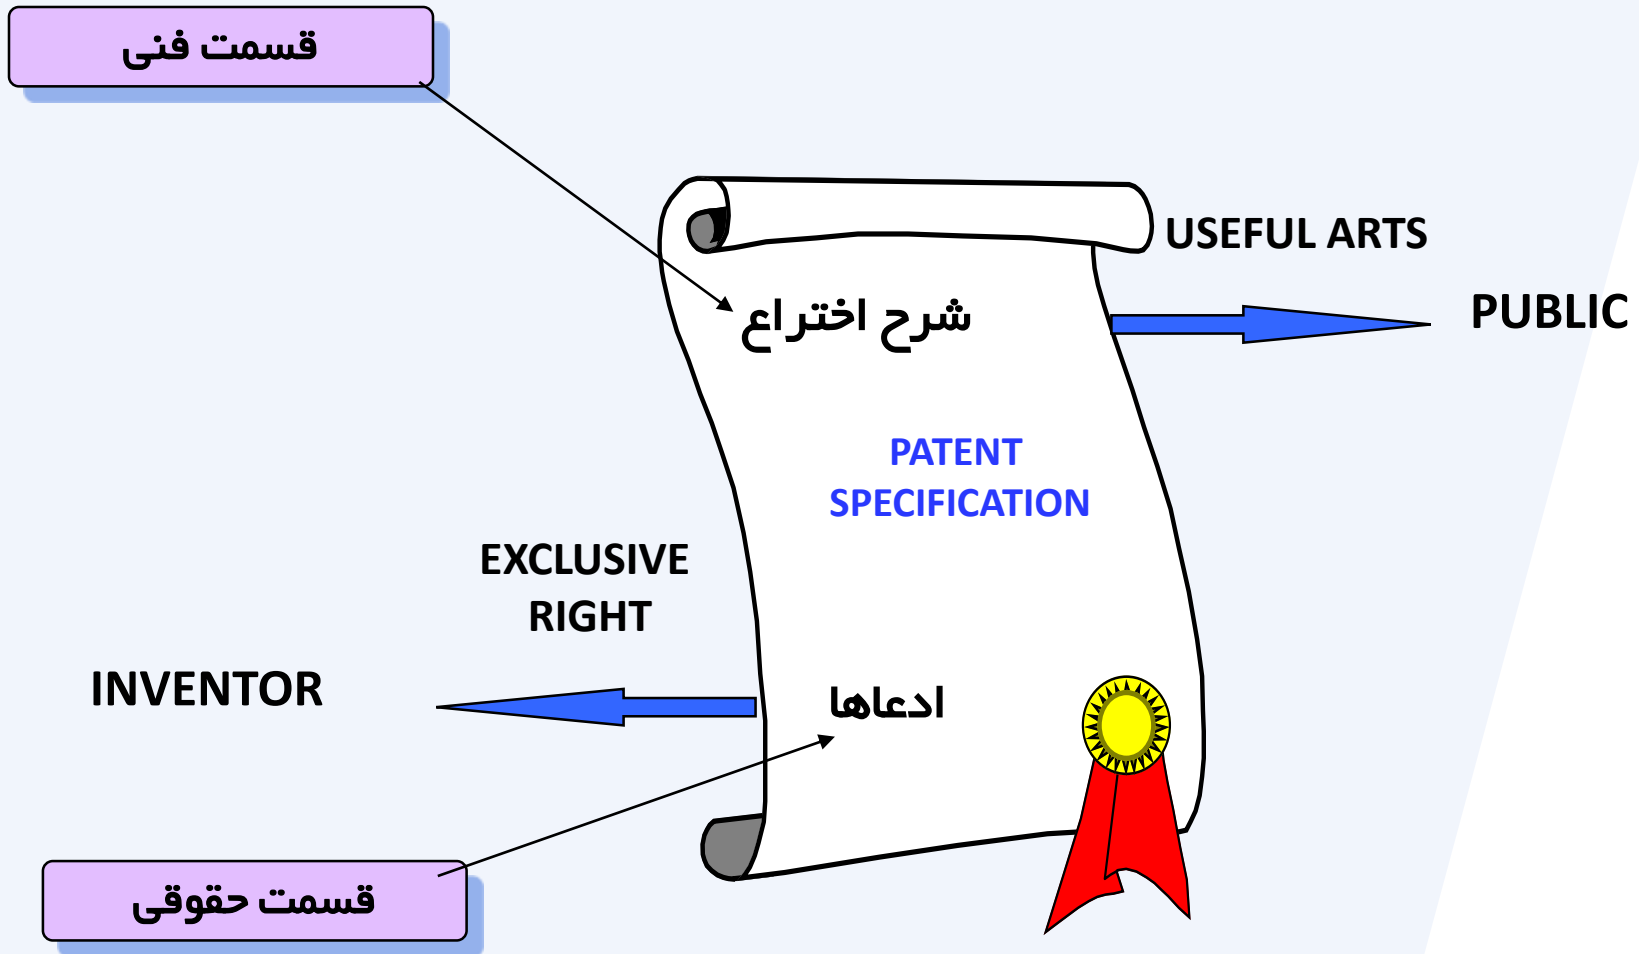 قسمت فنی
USEFUL ARTS
PUBLIC
شرح اختراع
PATENT
SPECIFICATION
EXCLUSIVE
RIGHT
INVENTOR
ادعاها
قسمت حقوقی